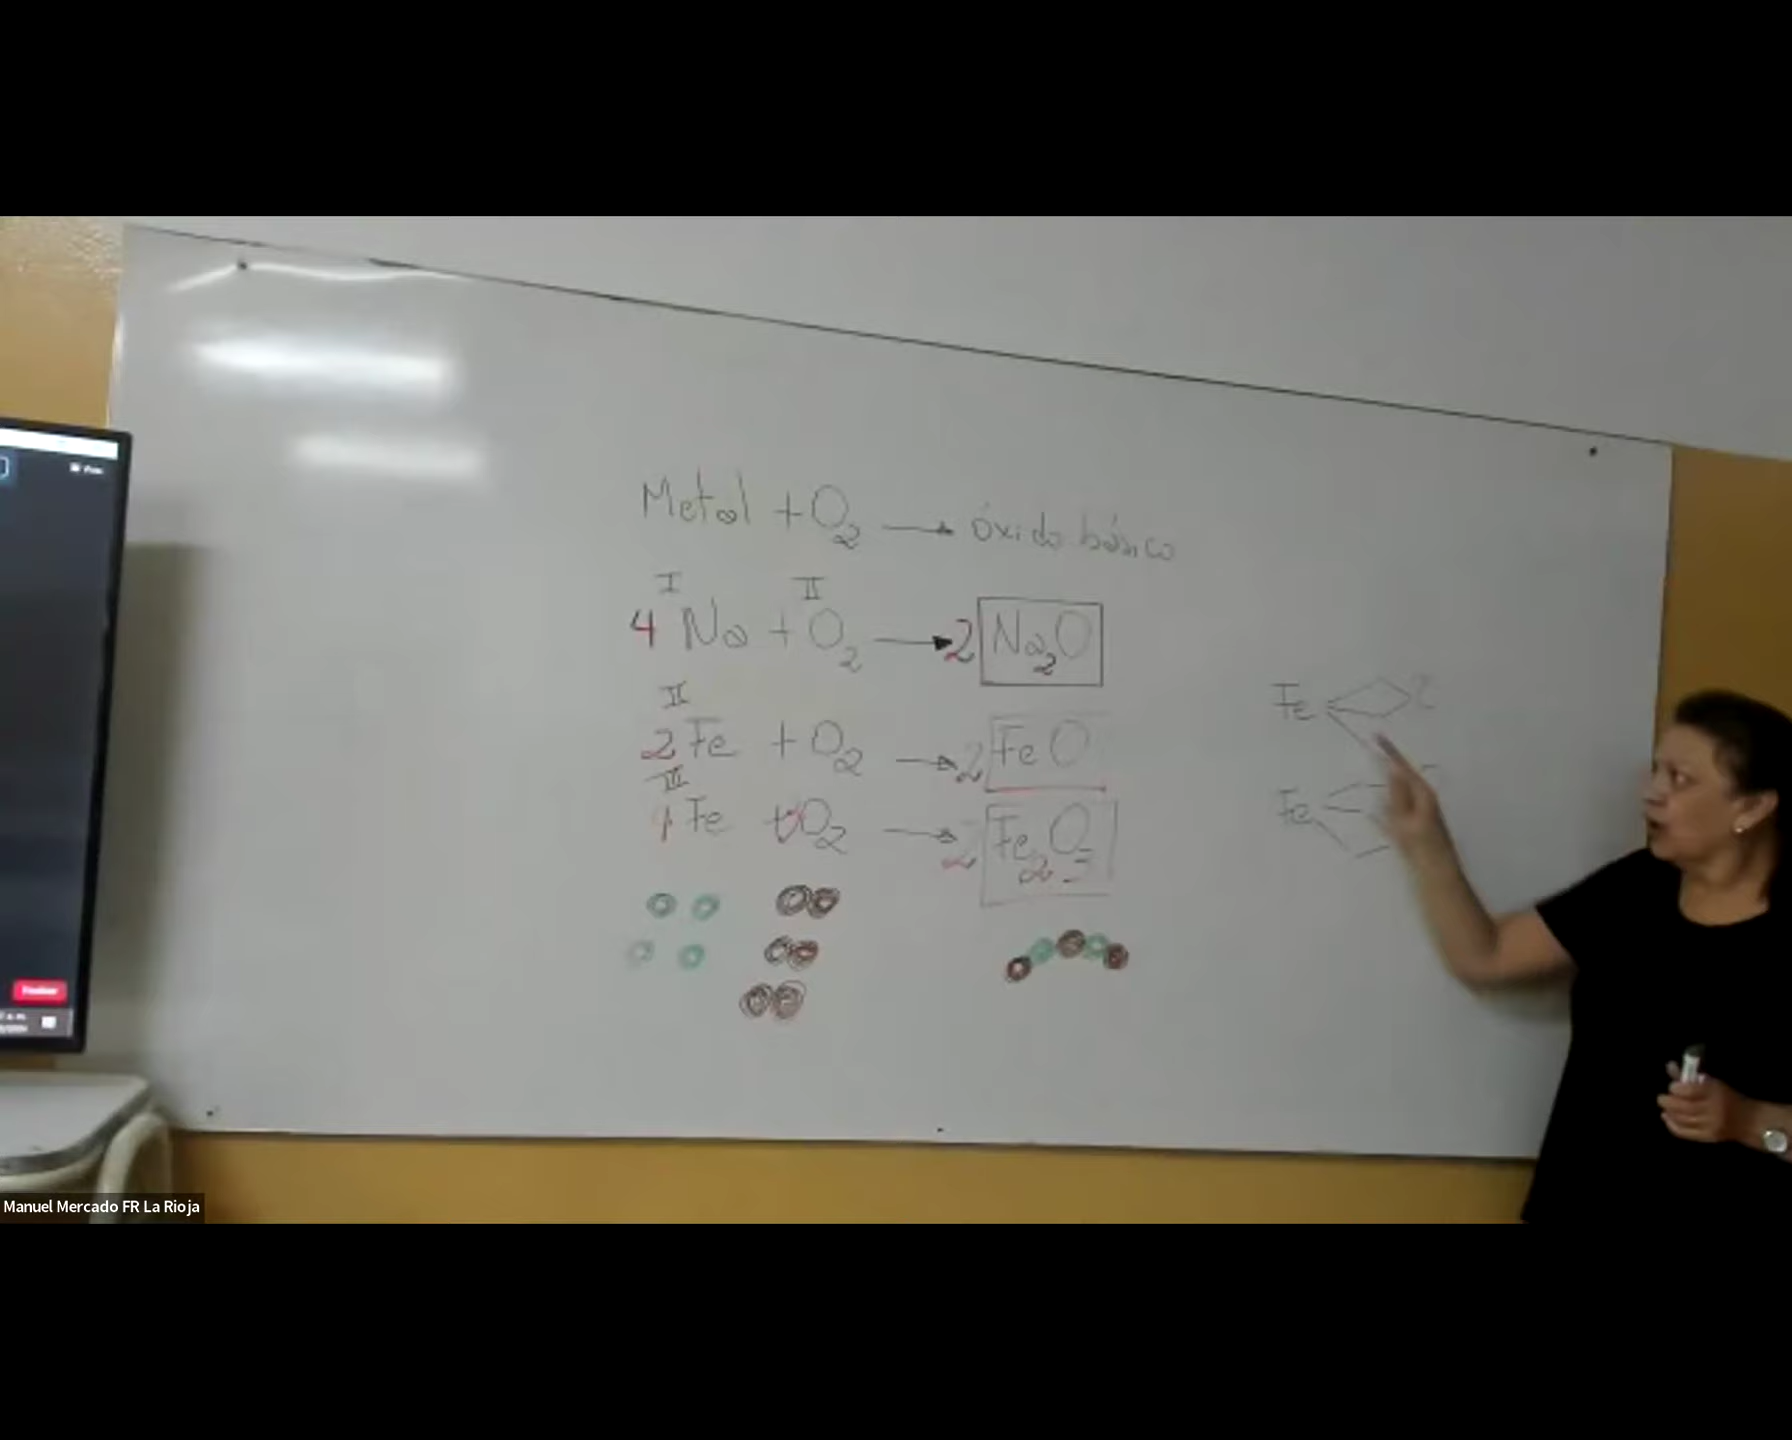 Metal + O2 → óxido básico
I II
4 Na + O2 → 2 Na2O
II
2 Fe + O2 → 2 FeO
III
Fe + O2 → 2 Fe2O3
Fe
Fe
Manuel Mercado FR La Rioja